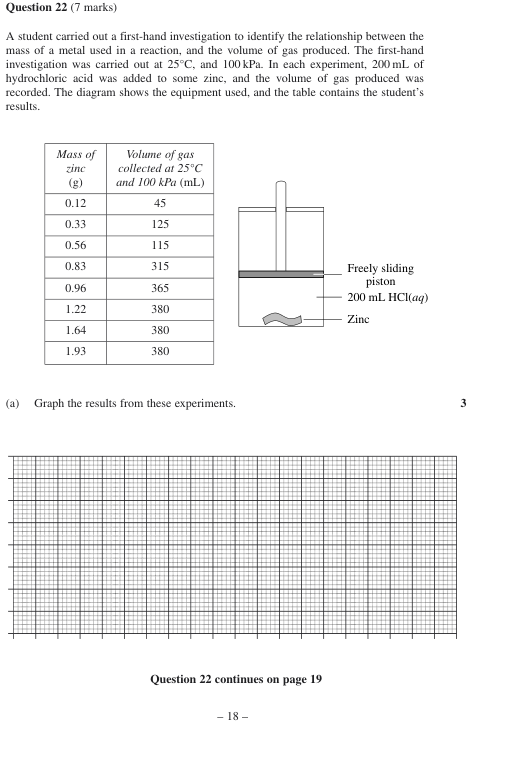 Question 22 (7 marks)
A student carried out a first-hand investigation to identify the relationship between the
mass of a metal used in a reaction, and the volume of gas produced. The first-hand
investigation was carried out at 25°C, and 100 kPa. In each experiment, 200 mL of
hydrochloric acid was added to some zinc, and the volume of gas produced was
recorded. The diagram shows the equipment used, and the table contains the student's
results.
Mass of
zinc
(g)
Volume of gas
collected at 25°C
and 100 kPa (mL)
0.12 45
0.33 125
0.56 115
0.83 315
0.96 365
1.22 380
1.64 380
1.93 380
Freely sliding
piston
200 mL HCl(aq)
Zinc
(a) Graph the results from these experiments. 3
Question 22 continues on page 19
– 18 –